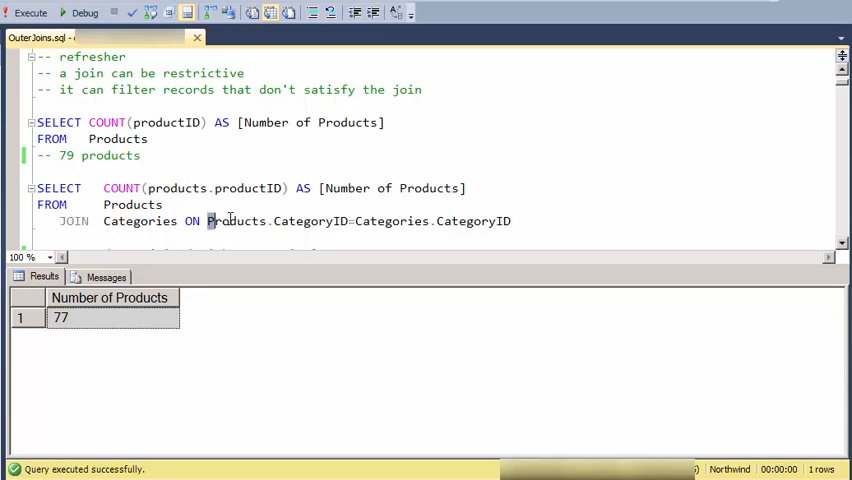 Execute Debug
OuterJoins.sql -
-- refresher
-- a join can be restrictive
-- it can filter records that don't satisfy the join
SELECT COUNT(productID) AS [Number of Products]
FROM Products
-- 79 products
SELECT COUNT(products.productID) AS [Number of Products]
FROM Products
JOIN Categories ON Products.CategoryID=Categories.CategoryID
100 %
Results Messages
Number of Products
1 77
Query executed successfully. Northwind 00:00:00 1 rows